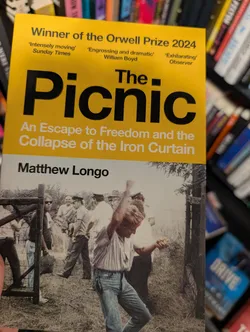 Winner of the Orwell Prize 2024
'Intensely moving' 'Engrossing and dramatic' 'Exhilarating'
Sunday Times William Boyd Observer
The
Picnic
An Escape to Freedom and the
Collapse of the Iron Curtain
Matthew Longo